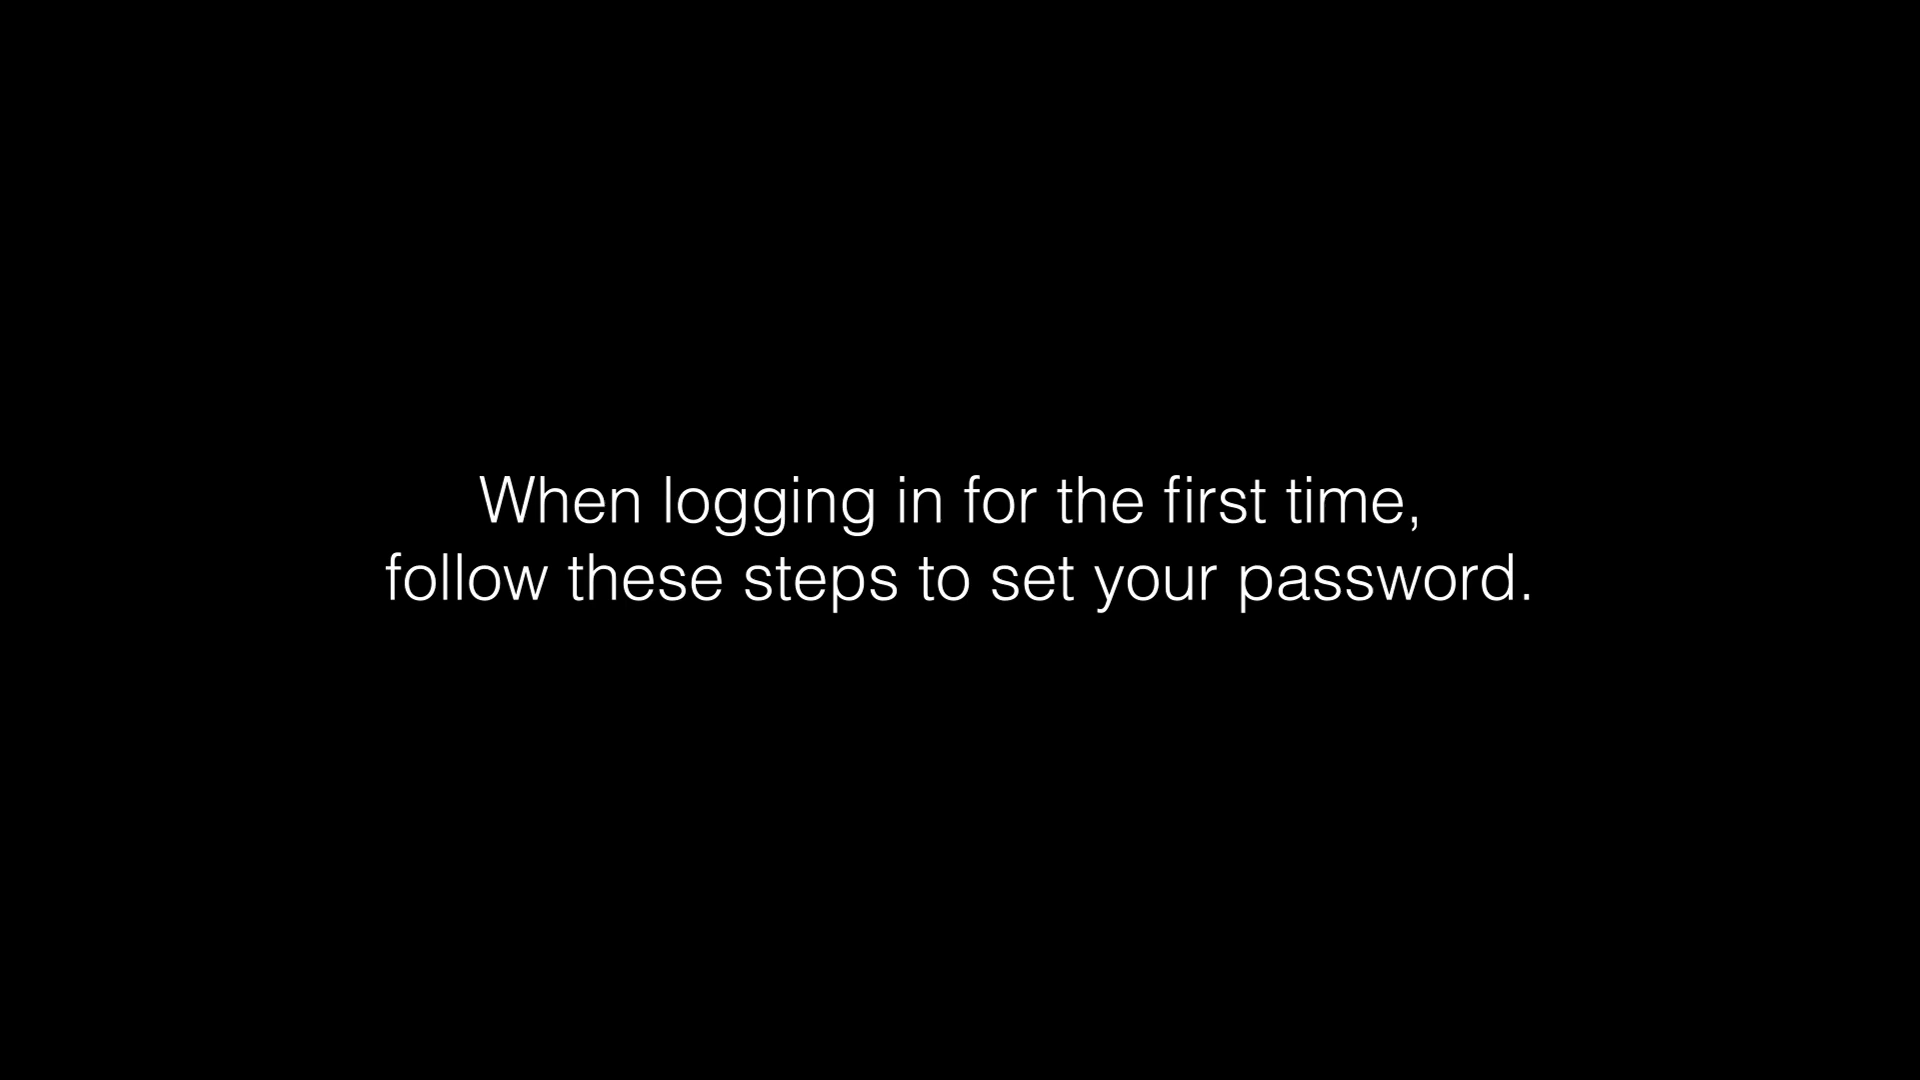 When logging in for the first time,
follow these steps to set your password.